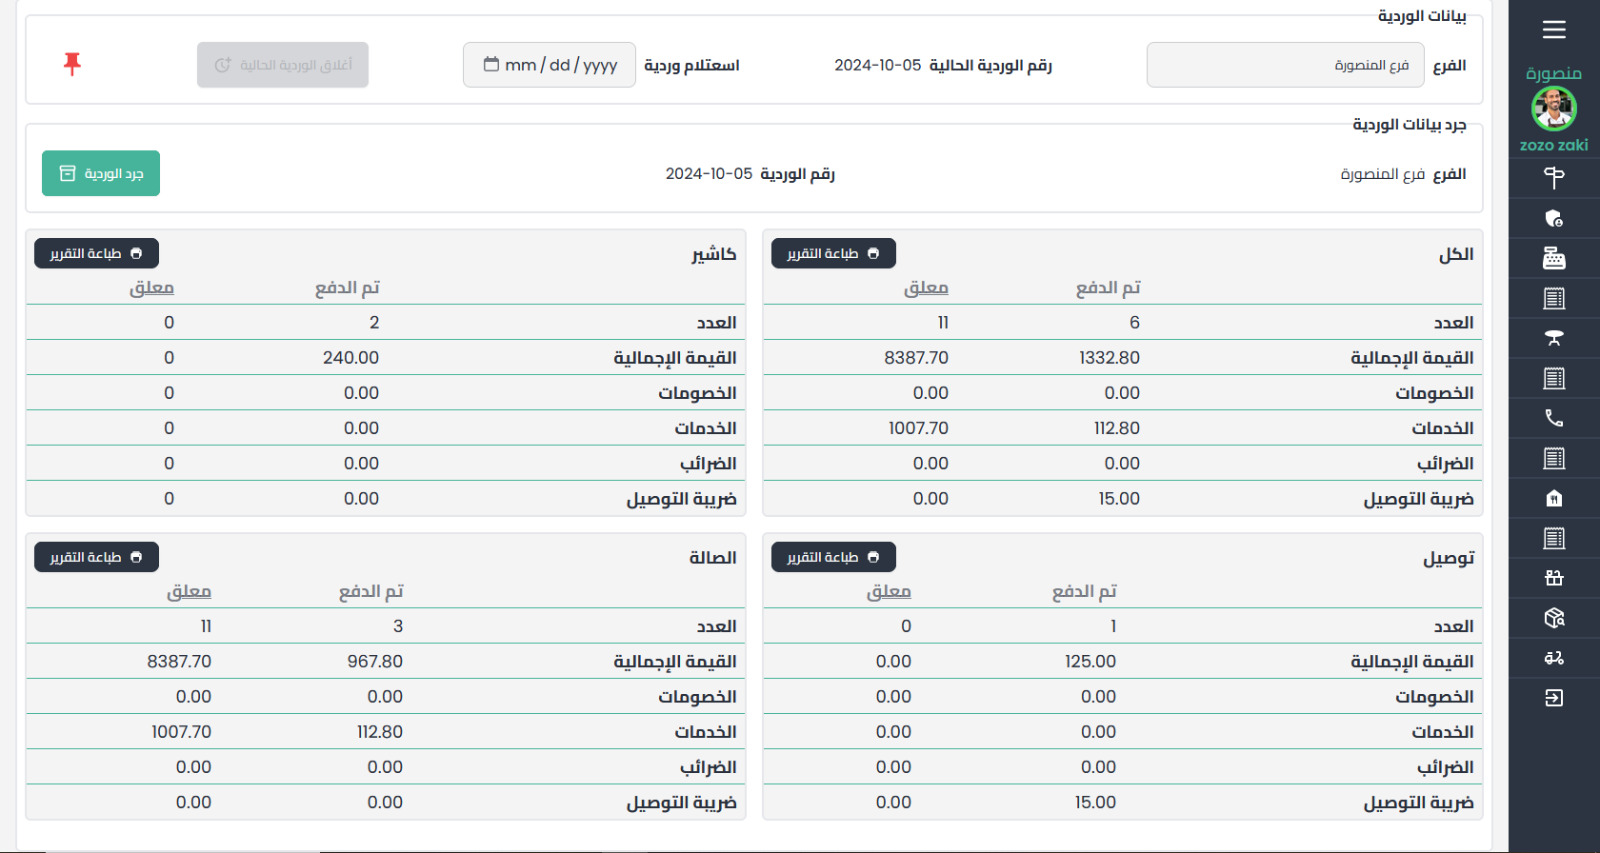 منصورة
zozo zaki
بيانات الوردية
الفرع فرع المنصورة رقم الوردية الحالية 2024-10-05 استعتلام وردية mm / dd / yyyy أغلاق الوردية الحالية
جرد بيانات الوردية
الفرع فرع المنصورة رقم الوردية 2024-10-05 جرد الوردية
الكل طباعة التقرير
تم الدفع معلق
العدد 6 11
القيمة الإجمالية 1332.80 8387.70
الخصومات 0.00 0.00
الخدمات 112.80 1007.70
الضرائب 0.00 0.00
ضريبة التوصيل 15.00 0.00
كاشير طباعة التقرير
تم الدفع معلق
العدد 2 0
القيمة الإجمالية 240.00 0
الخصومات 0.00 0
الخدمات 0.00 0
الضرائب 0.00 0
ضريبة التوصيل 0.00 0
توصيل طباعة التقرير
تم الدفع معلق
العدد 1 0
القيمة الإجمالية 125.00 0.00
الخصومات 0.00 0.00
الخدمات 0.00 0.00
الضرائب 0.00 0.00
ضريبة التوصيل 15.00 0.00
الصالة طباعة التقرير
تم الدفع معلق
العدد 3 11
القيمة الإجمالية 967.80 8387.70
الخصومات 0.00 0.00
الخدمات 112.80 1007.70
الضرائب 0.00 0.00
ضريبة التوصيل 0.00 0.00